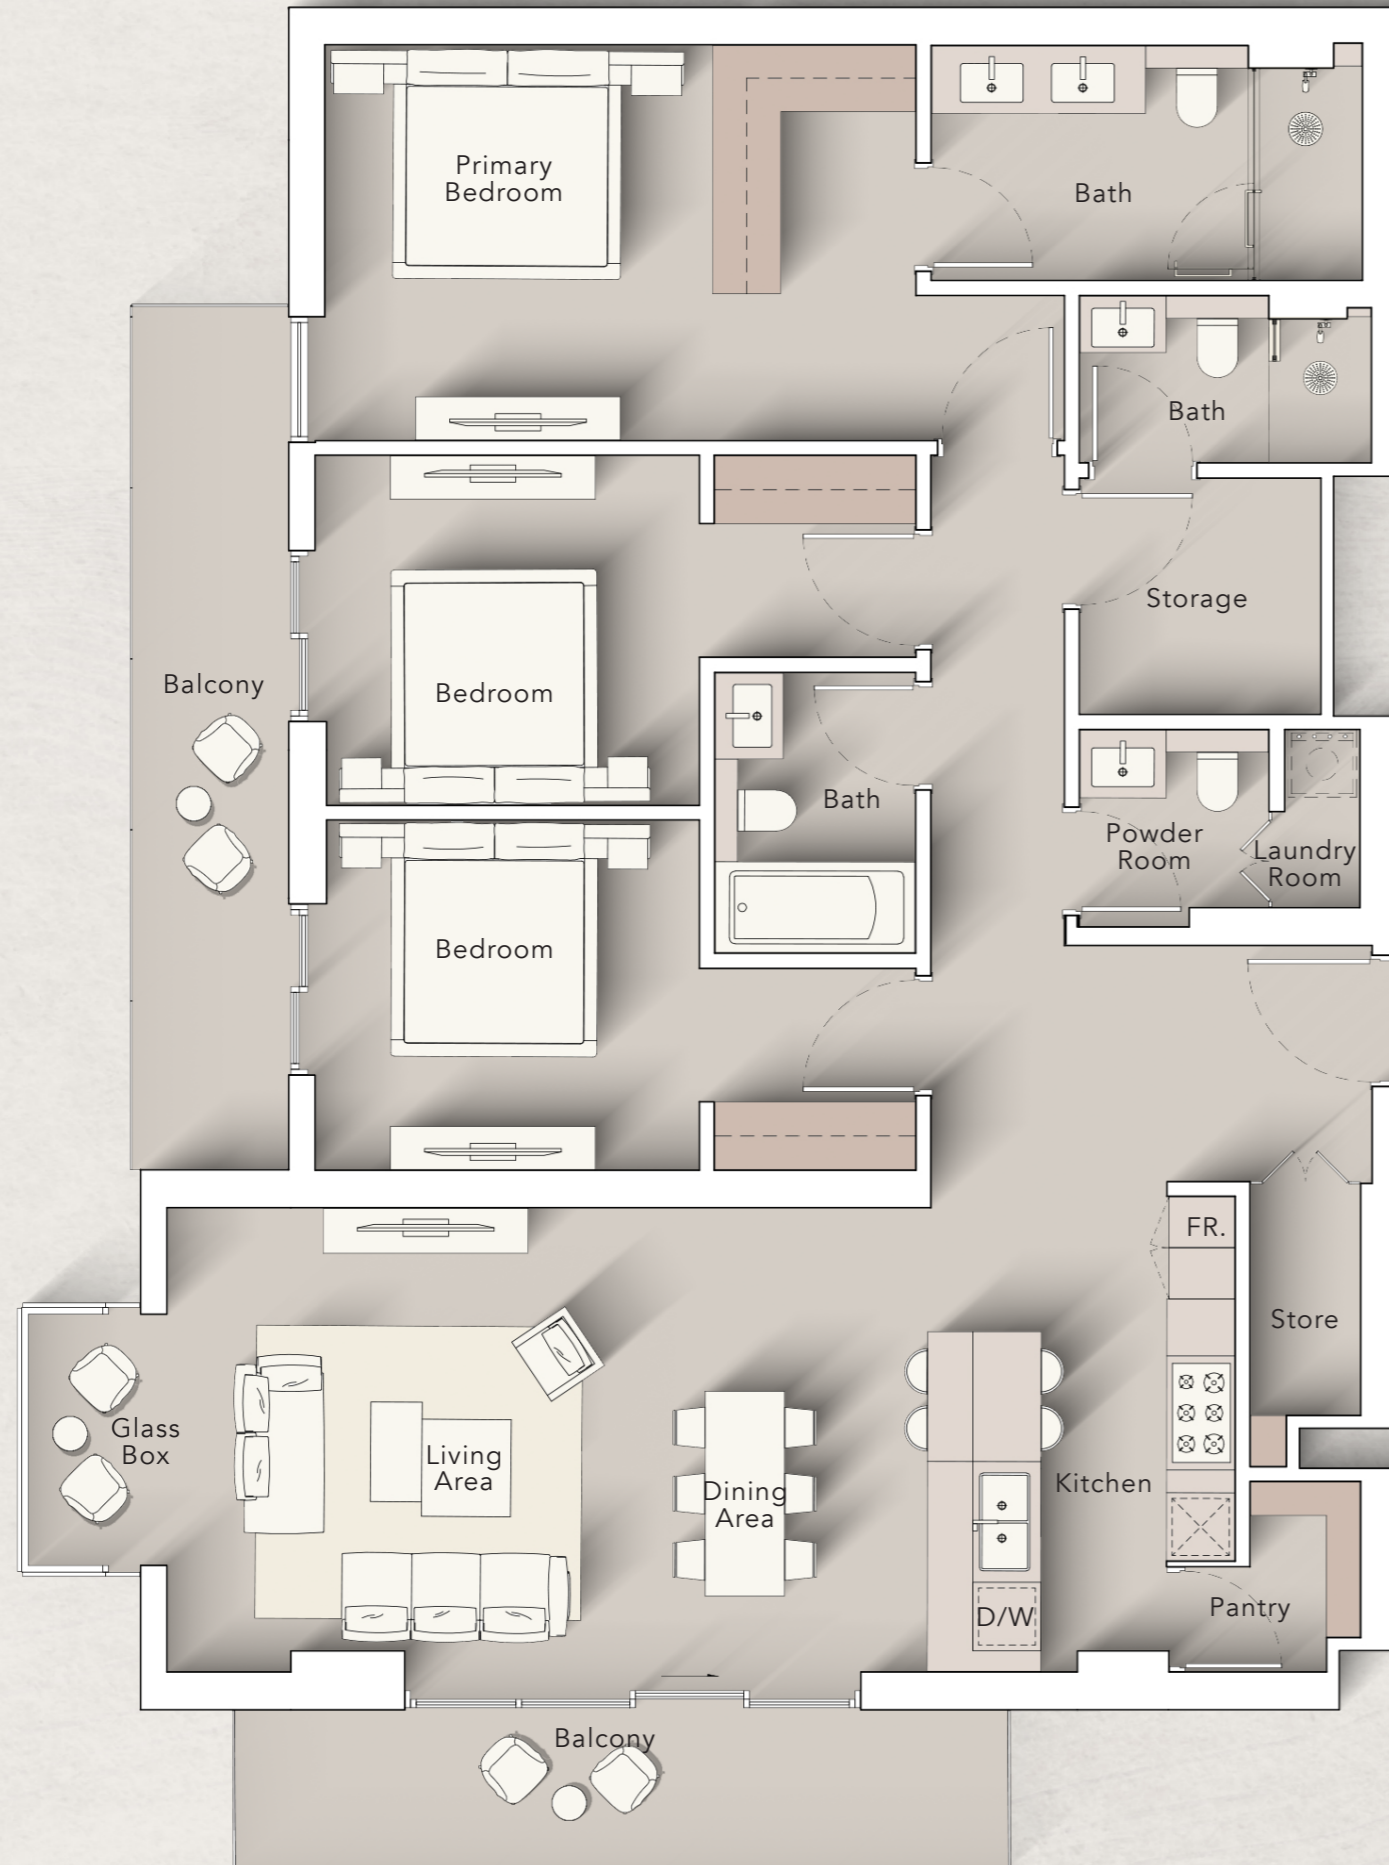 Primary
Bedroom
Bath
Bath
Storage
Balcony
Bedroom
Bath
Powder
Room
Laundry
Room
Bedroom
FR.
Store
Glass
Box
Living
Area
Dining
Area
Kitchen
D/W
Pantry
Balcony